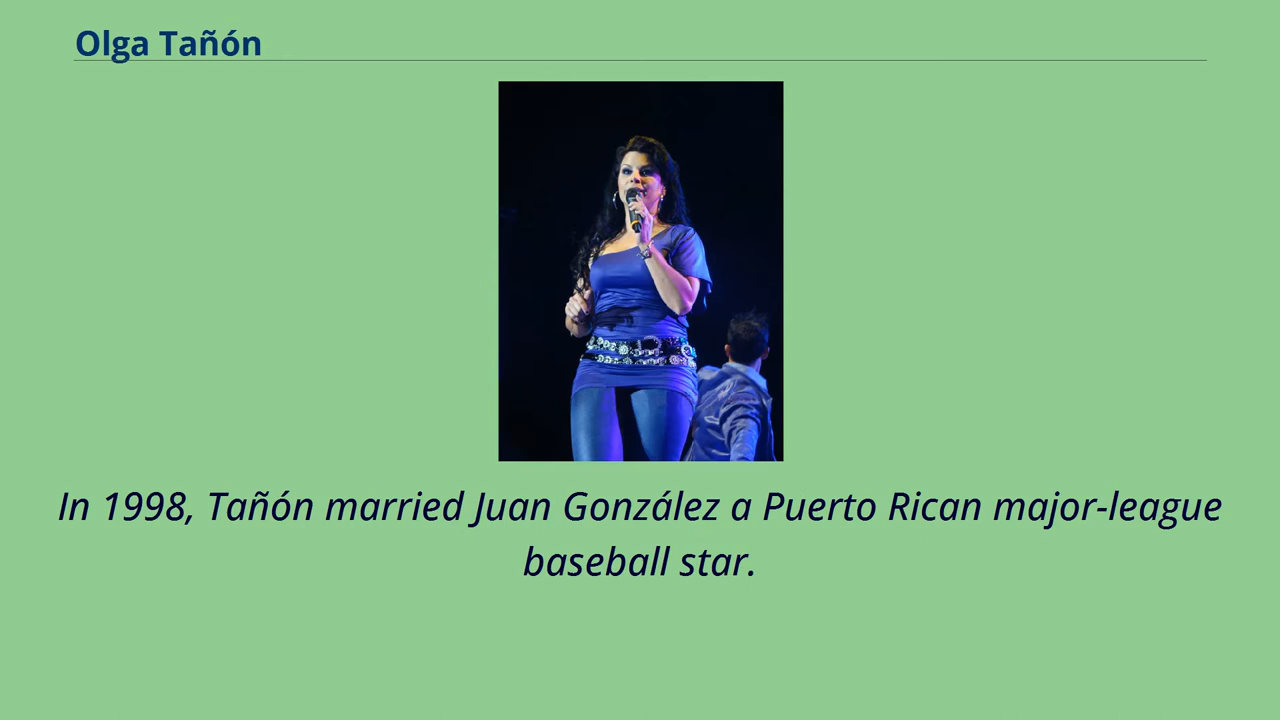 Olga Tañón
In 1998, Tañón married Juan González a Puerto Rican major-league
baseball star.